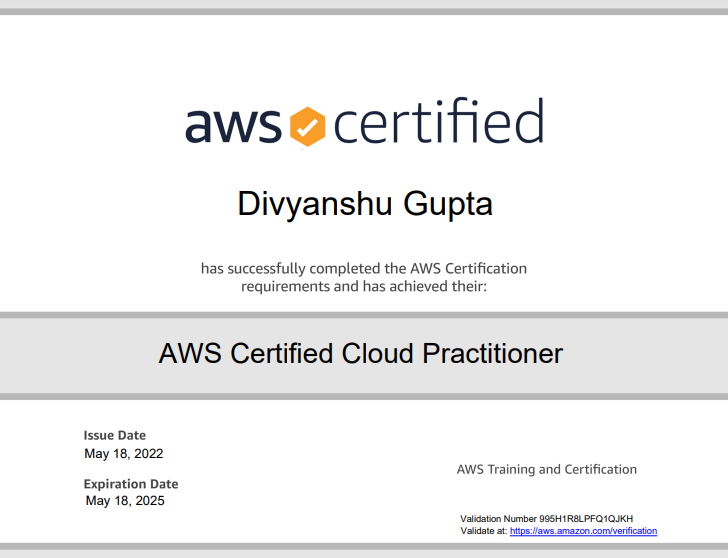 aws certified
Divyanshu Gupta
has successfully completed the AWS Certification
requirements and has achieved their:
AWS Certified Cloud Practitioner
Issue Date
May 18, 2022
Expiration Date
May 18, 2025
AWS Training and Certification
Validation Number 995H1R8LPFQ1QJKH
Validate at: https://aws.amazon.com/verification